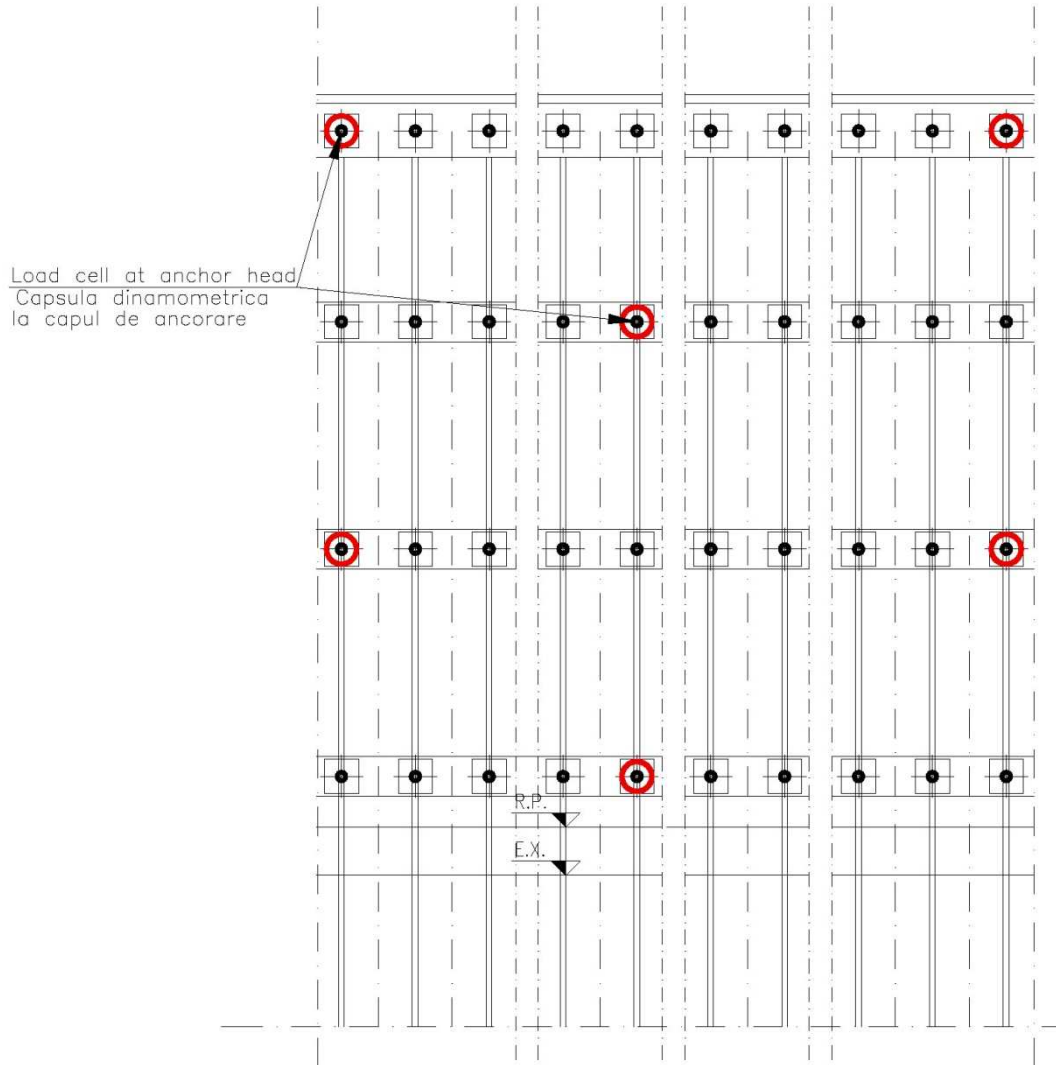 Load cell at anchor head
Capsula dinamometrica
la capul de ancorare
R.P.
E.X.